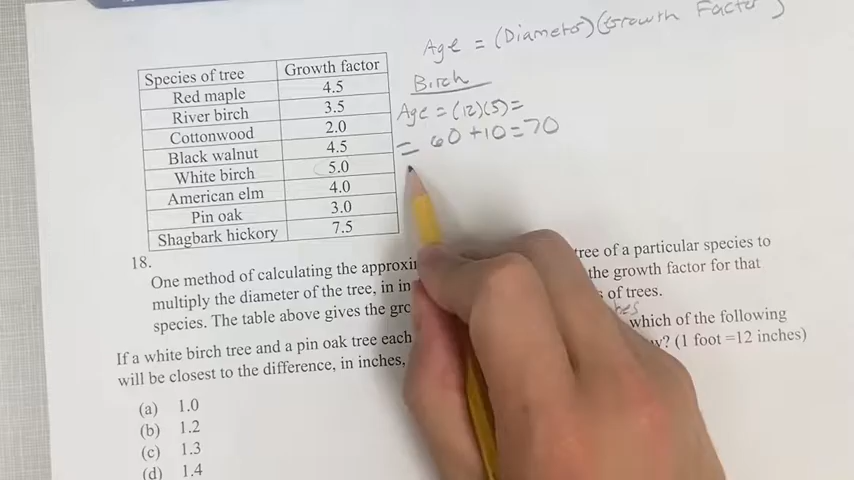 Age = (Diameter)(Growth Factor)
Species of tree Growth factor
Red maple 4.5
River birch 3.5
Cottonwood 2.0
Black walnut 4.5
White birch 5.0
American elm 4.0
Pin oak 3.0
Shagbark hickory 7.5
Birch
Age = (12)(5)=
= 60 +10=70
18.
One method of calculating the tree of a particular species to
multiply the diameter of the tree, in the growth factor for that
species. The table above gives the of trees.
If a white birch tree and a pin oak tree each which of the following
will be closest to the difference, in inches, (1 foot =12 inches)
(a) 1.0
(b) 1.2
(c) 1.3
(d) 1.4